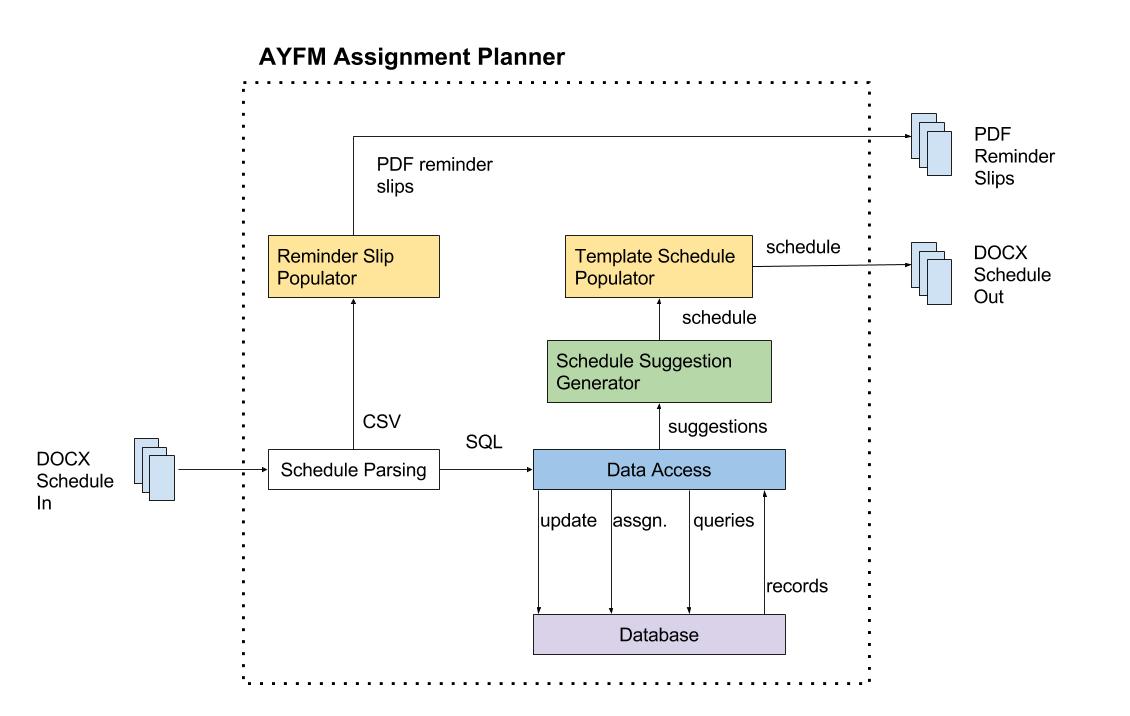 AYFM Assignment Planner
PDF
Reminder
Slips
PDF reminder
slips
Reminder Slip
Populator
Template Schedule
Populator
schedule
DOCX
Schedule
Out
schedule
Schedule Suggestion
Generator
CSV
suggestions
SQL
DOCX
Schedule
In
Schedule Parsing
Data Access
update
assgn.
queries
records
Database